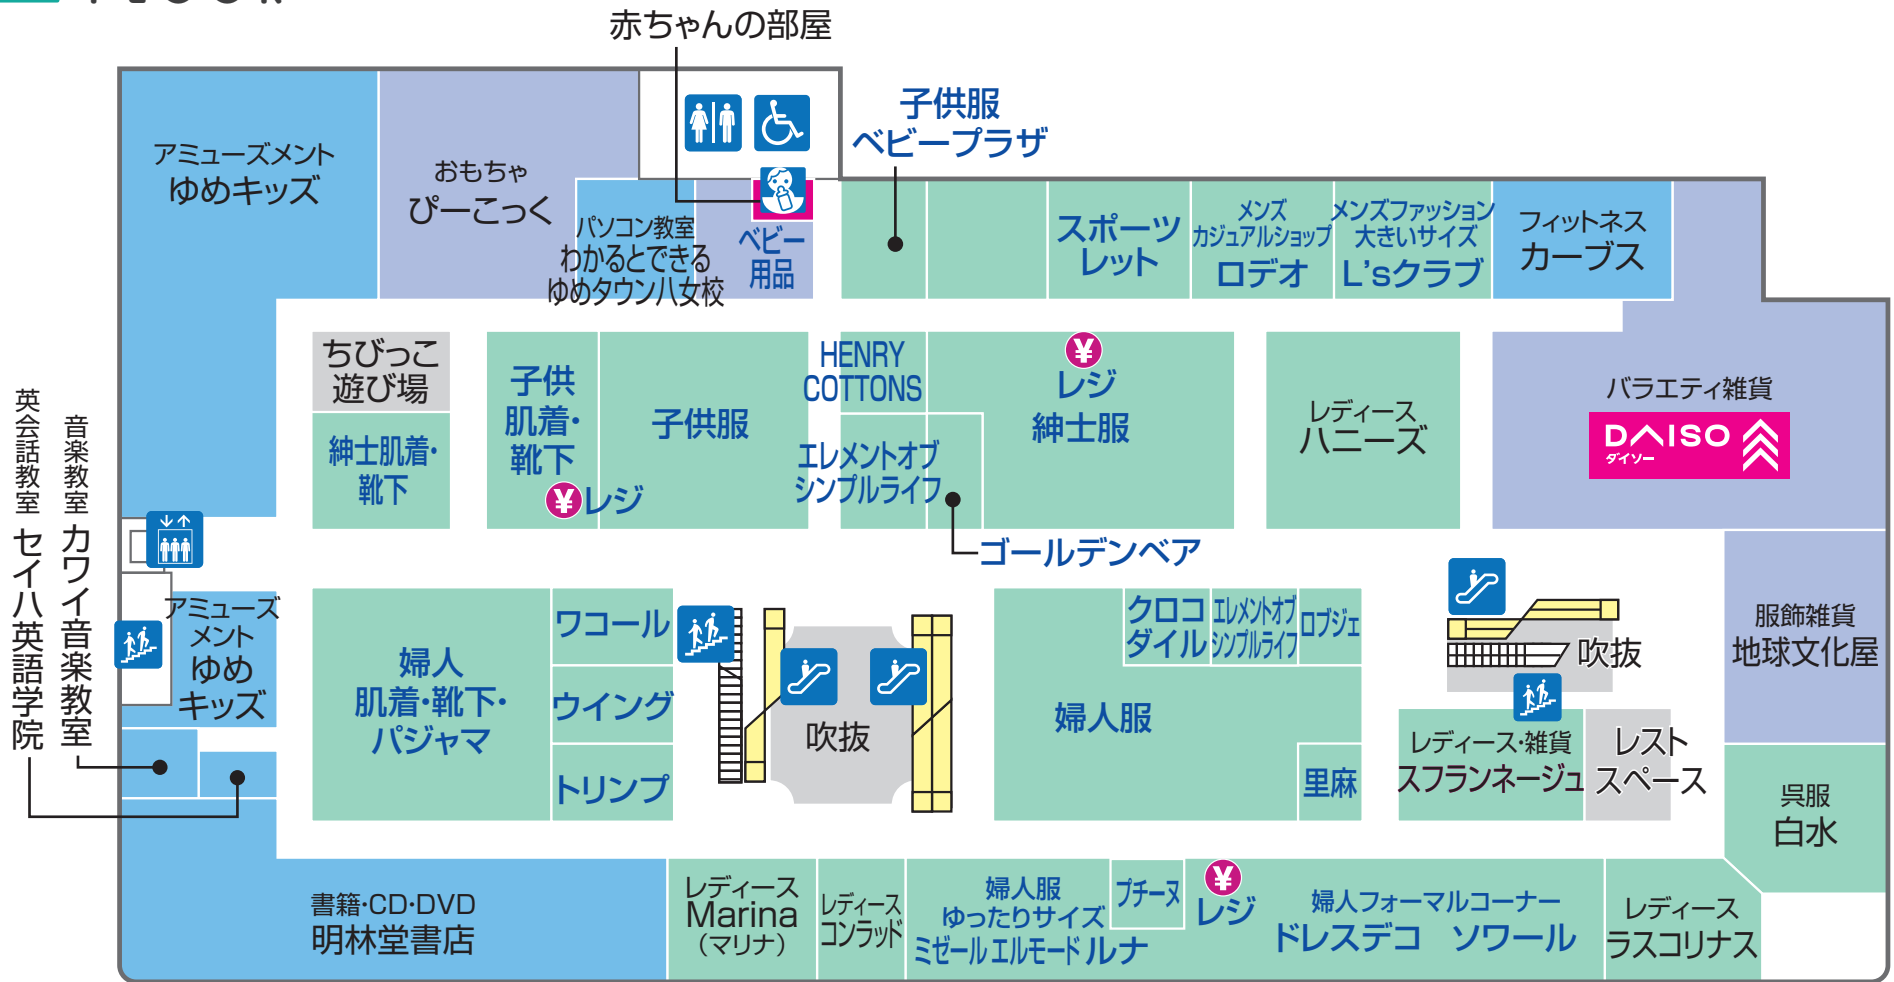 赤ちゃんの部屋
子供服
ベビープラザ
アミューズメント
ゆめキッズ
おもちゃ
ぴーこっく
パソコン教室
わかるとできる
ゆめタウン八女校
ベビー
用品
スポーツ
レット
メンズ
カジュアルショップ
ロデオ
メンズファッション
大きいサイズ
L'sクラブ
フィットネス
カーブス
ちびっこ
遊び場
紳士肌着・
靴下
子供
肌着・
靴下
¥レジ
子供服
HENRY
COTTONS
エレメントオブ
シンプルライフ
ゴールデンベア
¥
レジ
紳士服
レディース
ハニーズ
バラエティ雑貨
DAISO
ダイソー
英会話教室 セイハ英語学院
音楽教室 カワイ音楽教室
アミューズ
メント
ゆめ
キッズ
婦人
肌着・靴下・
パジャマ
ワコール
ウイング
トリンプ
吹抜
クロコ
ダイル
エレメントオブ
シンプルライフ
ロブジェ
婦人服
里麻
吹抜
レディース・雑貨
スフランネージュ
レスト
スペース
服飾雑貨
地球文化屋
呉服
白水
書籍・CD・DVD
明林堂書店
レディース
Marina
（マリナ）
レディース
コンラッド
婦人服
ゆったりサイズ
ミゼール エルモード ルナ
プチーヌ
¥
レジ
婦人フォーマルコーナー
ドレスデコ ソワール
レディース
ラスコリナス